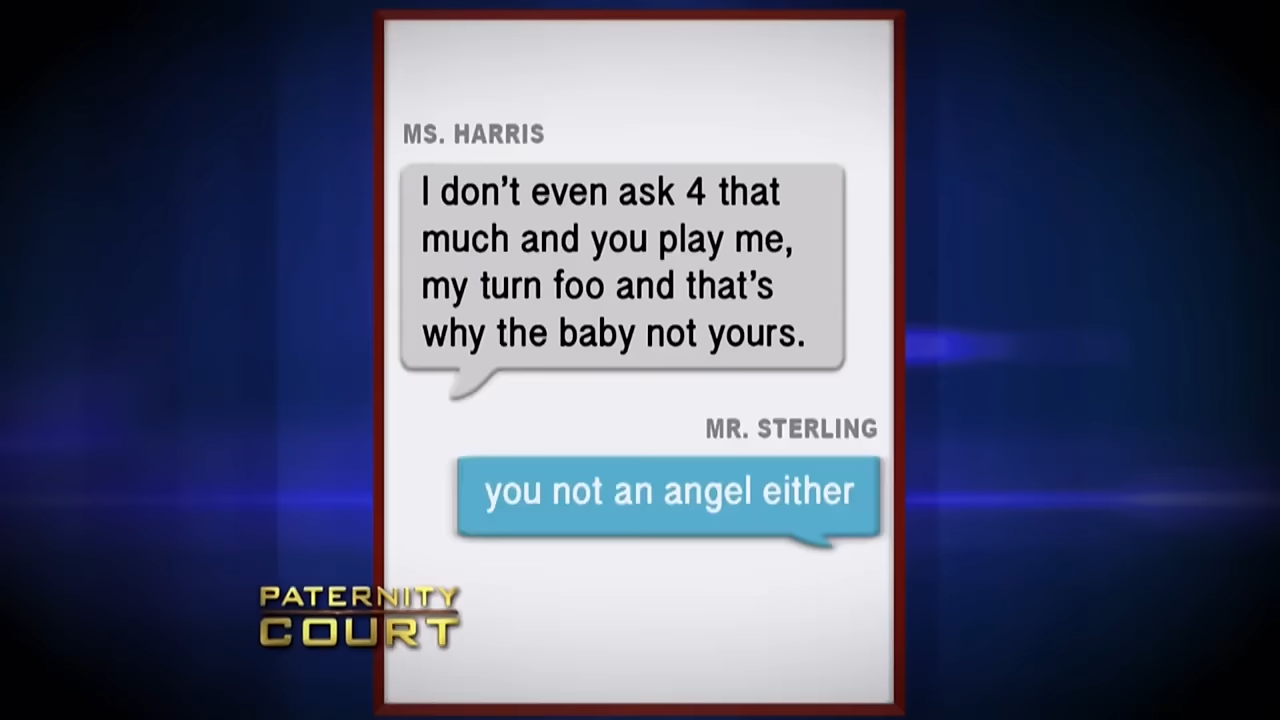 MS. HARRIS
I don't even ask 4 that
much and you play me,
my turn foo and that's
why the baby not yours.
MR. STERLING
you not an angel either
PATERNITY
COURT